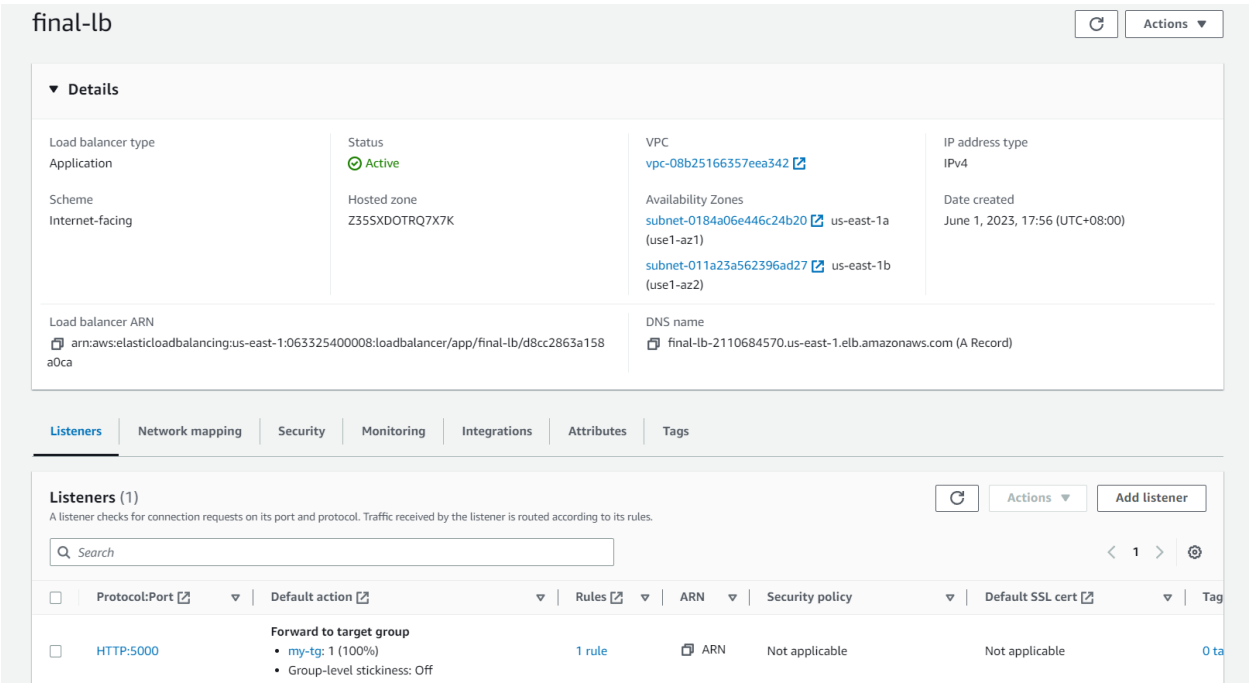 final-lb
Actions
Details
Load balancer type
Application
Status
Active
VPC
vpc-08b25166357eea342
IP address type
IPv4
Scheme
Internet-facing
Hosted zone
Z35SXDOTRQ7X7K
Availability Zones
subnet-0184a06e446c24b20 us-east-1a
(use1-az1)
subnet-011a23a562396ad27 us-east-1b
(use1-az2)
Date created
June 1, 2023, 17:56 (UTC+08:00)
Load balancer ARN
arn:aws:elasticloadbalancing:us-east-1:063325400008:loadbalancer/app/final-lb/d8cc2863a158
a0ca
DNS name
final-lb-2110684570.us-east-1.elb.amazonaws.com (A Record)
Listeners Network mapping Security Monitoring Integrations Attributes Tags
Listeners (1)
A listener checks for connection requests on its port and protocol. Traffic received by the listener is routed according to its rules.
Actions Add listener
Search
1
Protocol:Port Default action Rules ARN Security policy Default SSL cert Tag
Forward to target group
HTTP:5000 • my-tg: 1 (100%) 1 rule ARN Not applicable Not applicable 0 ta
• Group-level stickiness: Off